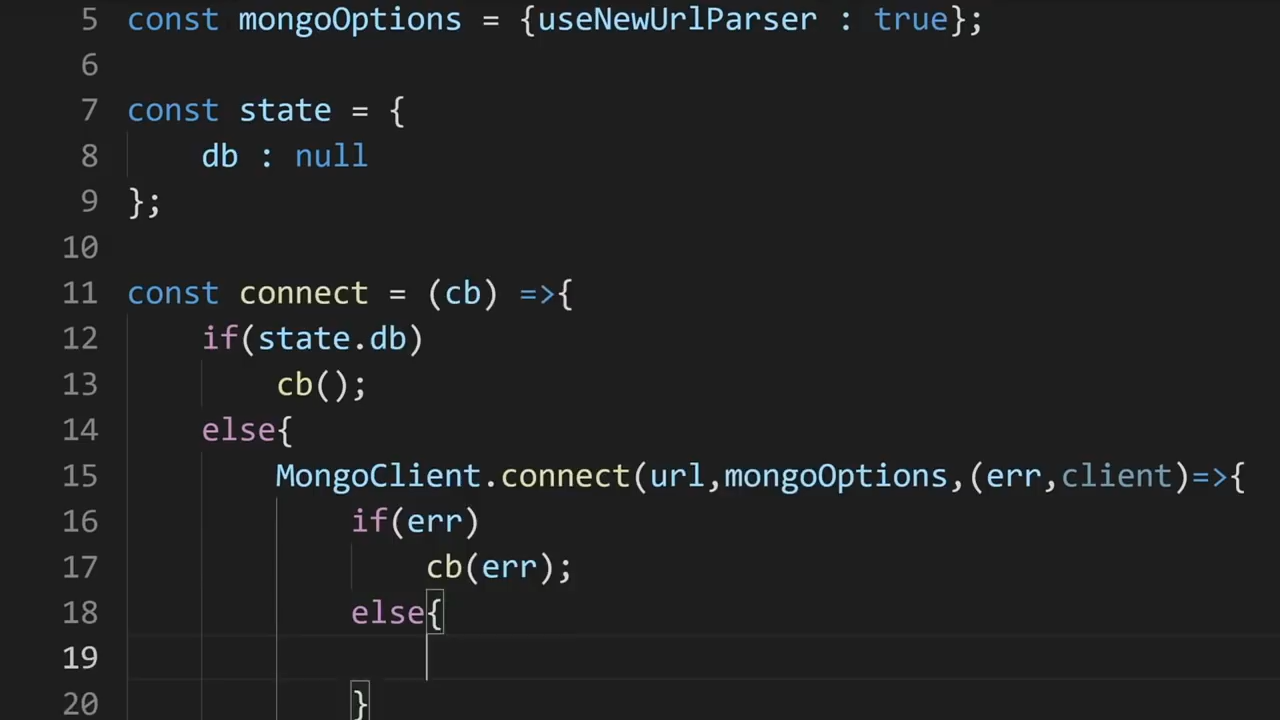 5 const mongoOptions = {useNewUrlParser : true};
6
7 const state = {
8 db : null
9 };
10
11 const connect = (cb) =>{
12 if(state.db)
13 cb();
14 else{
15 MongoClient.connect(url,mongoOptions,(err,client)=>{
16 if(err)
17 cb(err);
18 else{
19
20 }